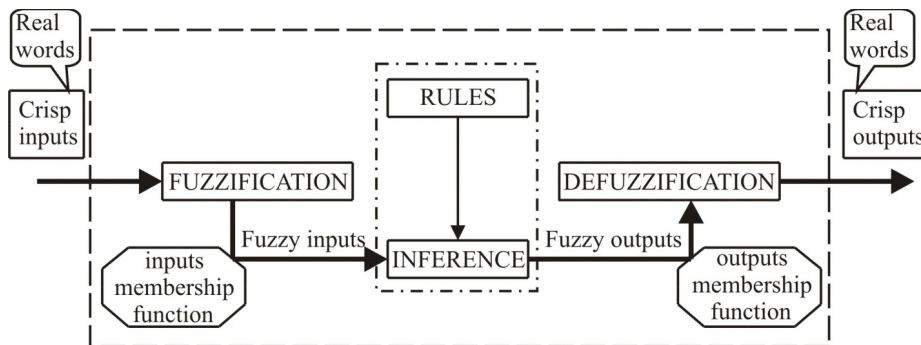 Real
words
Real
words
Crisp
inputs
RULES
Crisp
outputs
FUZZIFICATION
DEFUZZIFICATION
Fuzzy inputs
Fuzzy outputs
inputs
membership
function
INFERENCE
outputs
membership
function